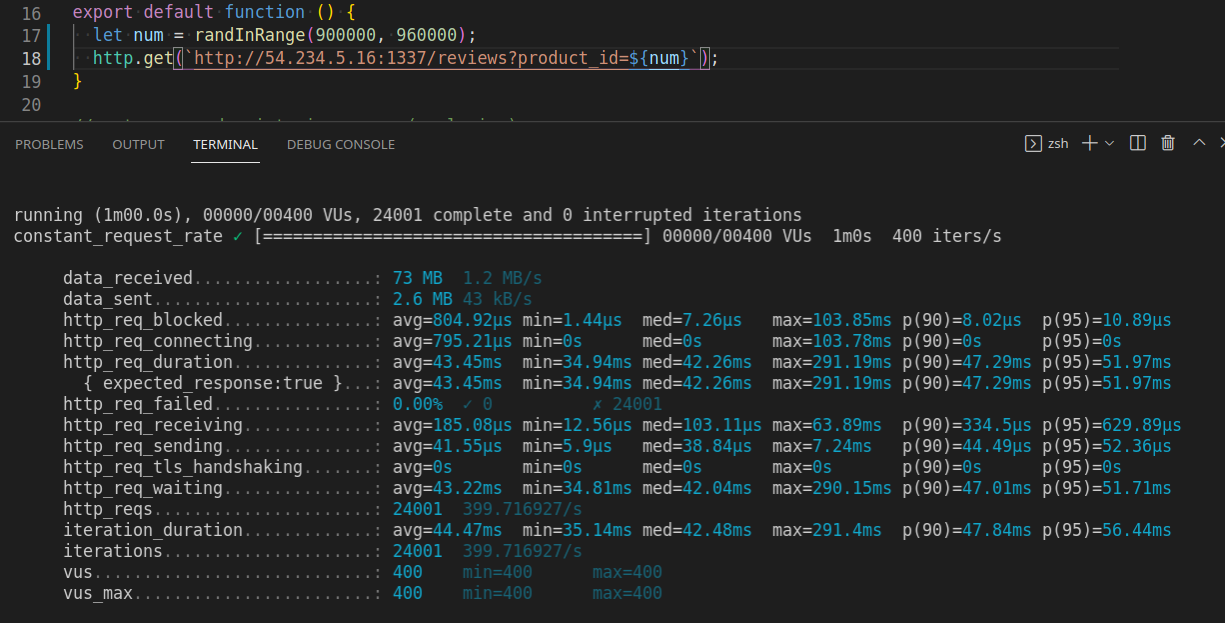 16 export default function () {
17 let num = randInRange(900000, 960000);
18 http.get(`http://54.234.5.16:1337/reviews?product_id=${num}`);
19 }
20
PROBLEMS OUTPUT TERMINAL DEBUG CONSOLE zsh
running (1m00.0s), 00000/00400 VUs, 24001 complete and 0 interrupted iterations
constant_request_rate ✓ [======================================] 00000/00400 VUs 1m0s 400 iters/s
data_received..................: 73 MB 1.2 MB/s
data_sent......................: 2.6 MB 43 kB/s
http_req_blocked...............: avg=804.92µs min=1.44µs med=7.26µs max=103.85ms p(90)=8.02µs p(95)=10.89µs
http_req_connecting............: avg=795.21µs min=0s med=0s max=103.78ms p(90)=0s p(95)=0s
http_req_duration..............: avg=43.45ms min=34.94ms med=42.26ms max=291.19ms p(90)=47.29ms p(95)=51.97ms
{ expected_response:true }...: avg=43.45ms min=34.94ms med=42.26ms max=291.19ms p(90)=47.29ms p(95)=51.97ms
http_req_failed................: 0.00% ✓ 0 ✗ 24001
http_req_receiving.............: avg=185.08µs min=12.56µs med=103.11µs max=63.89ms p(90)=334.5µs p(95)=629.89µs
http_req_sending...............: avg=41.55µs min=5.9µs med=38.84µs max=7.24ms p(90)=44.49µs p(95)=52.36µs
http_req_tls_handshaking.......: avg=0s min=0s med=0s max=0s p(90)=0s p(95)=0s
http_req_waiting...............: avg=43.22ms min=34.81ms med=42.04ms max=290.15ms p(90)=47.01ms p(95)=51.71ms
http_reqs......................: 24001 399.716927/s
iteration_duration.............: avg=44.47ms min=35.14ms med=42.48ms max=291.4ms p(90)=47.84ms p(95)=56.44ms
iterations.....................: 24001 399.716927/s
vus............................: 400 min=400 max=400
vus_max........................: 400 min=400 max=400